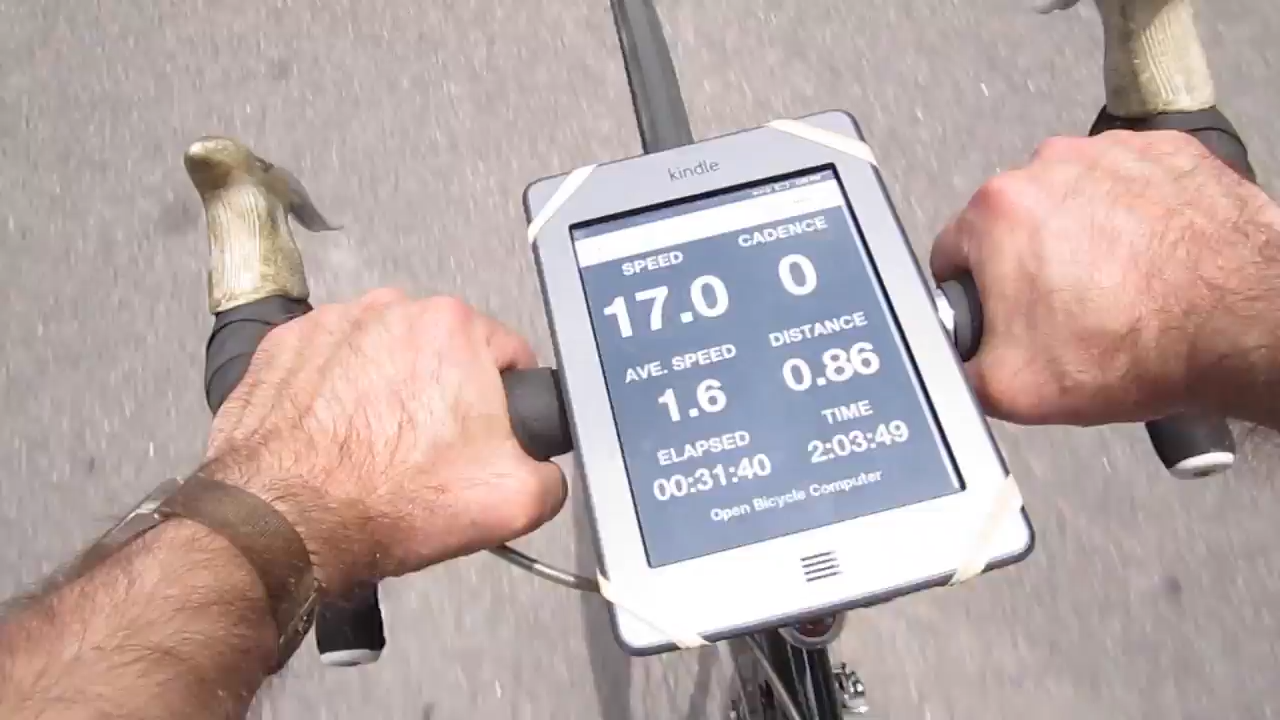 kindle
SPEED
17.0
CADENCE
0
AVE. SPEED
1.6
DISTANCE
0.86
ELAPSED
00:31:40
TIME
2:03:49
Open Bicycle Computer